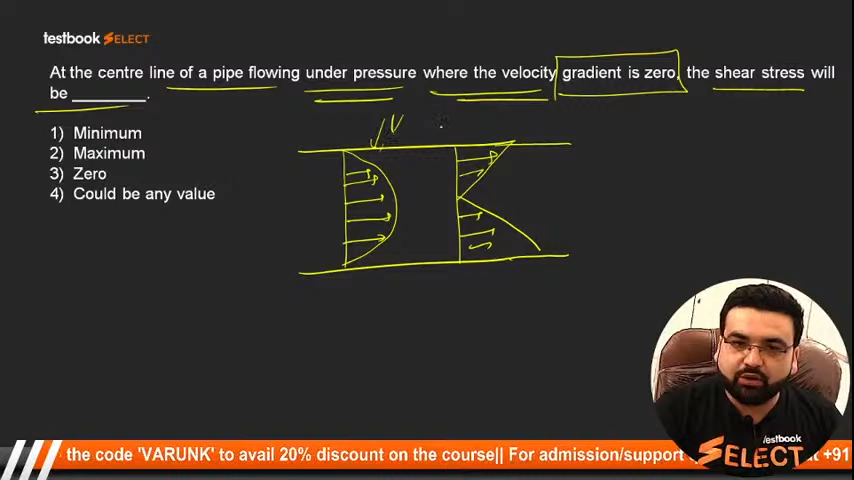 testbook SELECT
At the centre line of a pipe flowing under pressure where the velocity gradient is zero, the shear stress will
be ________.
1) Minimum
2) Maximum
3) Zero
4) Could be any value
V
testbook
SELECT
the code 'VARUNK' to avail 20% discount on the course|| For admission/support +91